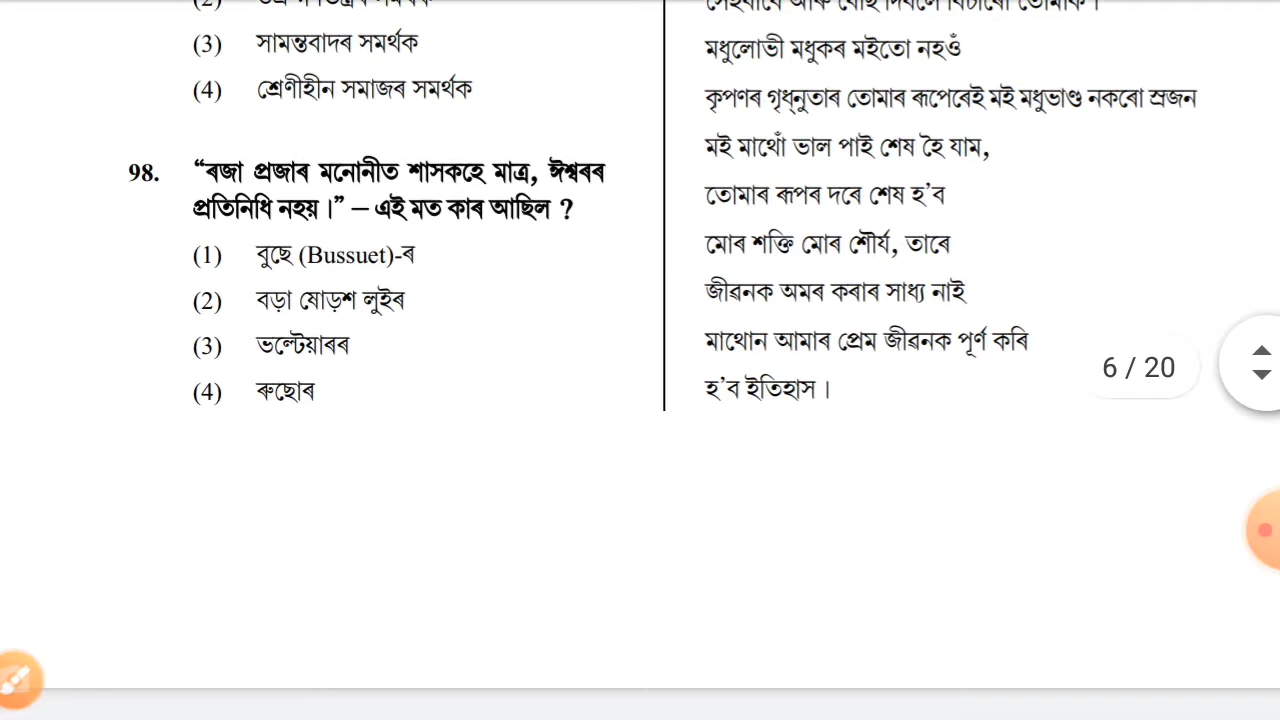 (3) সামন্তবাদৰ সমৰ্থক
(4) শ্ৰেণীহীন সমাজৰ সমৰ্থক
98. “ৰজা প্ৰজাৰ মনোনীত শাসকহে মাত্ৰ, ঈশ্বৰৰ
প্ৰতিনিধি নহয়।” – এই মত কাৰ আছিল ?
(1) বুছে (Bussuet)-ৰ
(2) বড়া ষোড়শ লুইৰ
(3) ভল্টেয়াৰৰ
(4) ৰুছোৰ
মধুলোভী মধুকৰ মইতো নহওঁ
কৃপণৰ গৃধ্নুতাৰ তোমাৰ ৰূপেৰেই মই মধুভাণ্ড নকৰো স্ৰজন
মই মাথোঁ ভাল পাই শেষ হৈ যাম,
তোমাৰ ৰূপৰ দৰে শেষ হ’ব
মোৰ শক্তি মোৰ শৌৰ্য, তাৰে
জীৱনক অমৰ কৰাৰ সাধ্য নাই
মাথোন আমাৰ প্ৰেম জীৱনক পূৰ্ণ কৰি
হ’ব ইতিহাস।
6 / 20